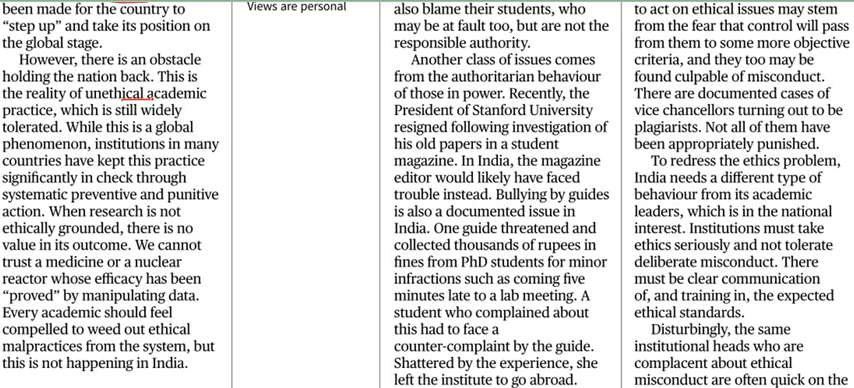 been made for the country to
“step up” and take its position on
the global stage.
However, there is an obstacle
holding the nation back. This is
the reality of unethical academic
practice, which is still widely
tolerated. While this is a global
phenomenon, institutions in many
countries have kept this practice
significantly in check through
systematic preventive and punitive
action. When research is not
ethically grounded, there is no
value in its outcome. We cannot
trust a medicine or a nuclear
reactor whose efficacy has been
“proved” by manipulating data.
Every academic should feel
compelled to weed out ethical
malpractices from the system, but
this is not happening in India.
Views are personal
also blame their students, who
may be at fault too, but are not the
responsible authority.
Another class of issues comes
from the authoritarian behaviour
of those in power. Recently, the
President of Stanford University
resigned following investigation of
his old papers in a student
magazine. In India, the magazine
editor would likely have faced
trouble instead. Bullying by guides
is also a documented issue in
India. One guide threatened and
collected thousands of rupees in
fines from PhD students for minor
infractions such as coming five
minutes late to a lab meeting. A
student who complained about
this had to face a
counter-complaint by the guide.
Shattered by the experience, she
left the institute to go abroad.
to act on ethical issues may stem
from the fear that control will pass
from them to some more objective
criteria, and they too may be
found culpable of misconduct.
There are documented cases of
vice chancellors turning out to be
plagiarists. Not all of them have
been appropriately punished.
To redress the ethics problem,
India needs a different type of
behaviour from its academic
leaders, which is in the national
interest. Institutions must take
ethics seriously and not tolerate
deliberate misconduct. There
must be clear communication
of, and training in, the expected
ethical standards.
Disturbingly, the same
institutional heads who are
complacent about ethical
misconduct are often quick on the